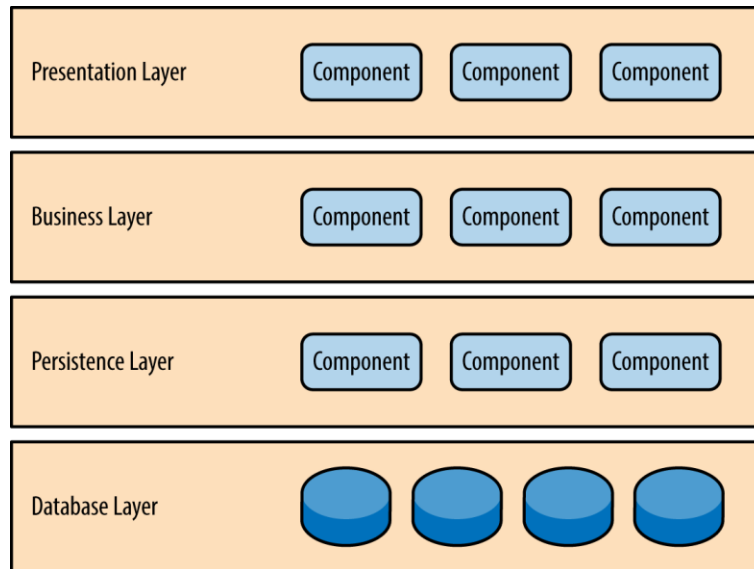 Presentation Layer Component Component Component
Business Layer Component Component Component
Persistence Layer Component Component Component
Database Layer